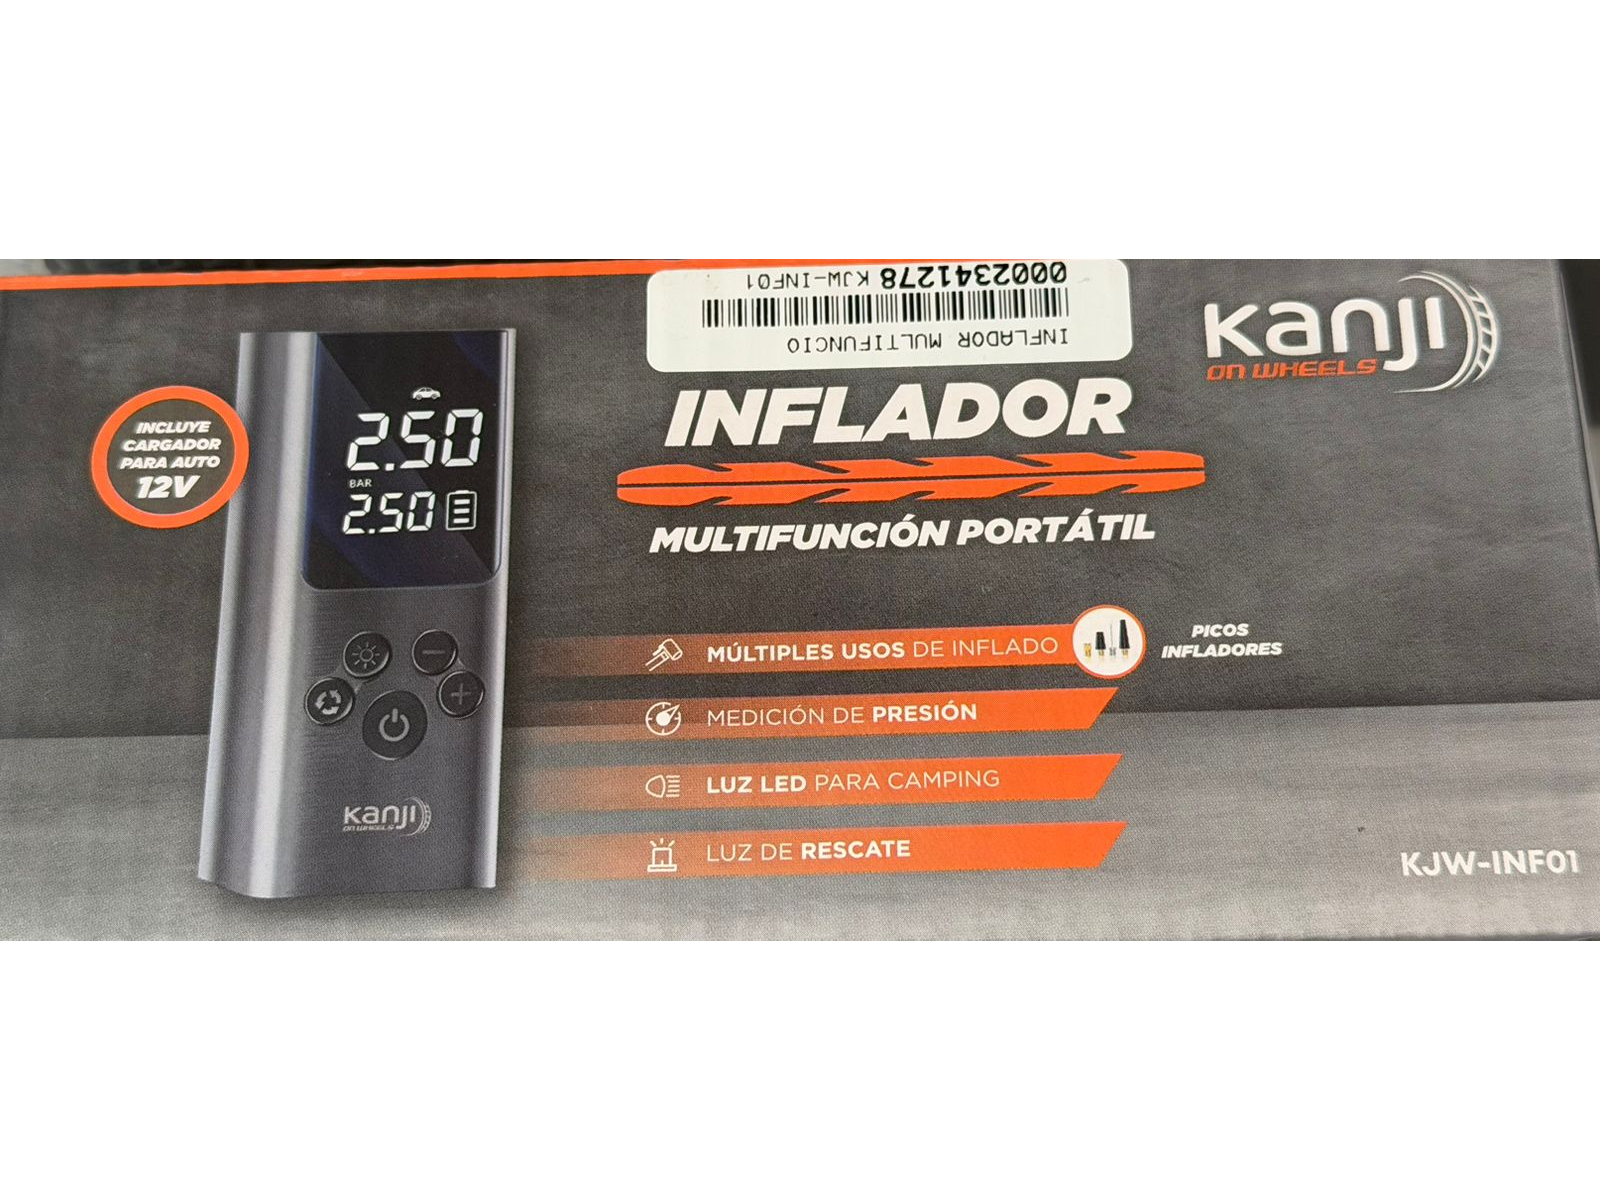 INFLADOR MULTIFUNCIO
0002341278 KJW-INF01
Kanji
ON WHEELS
INCLUYE
CARGADOR
PARA AUTO
12V
2.50
BAR
2.50
Kanji
ON WHEELS
INFLADOR
MULTIFUNCIÓN PORTÁTIL
MÚLTIPLES USOS DE INFLADO
PICOS
INFLADORES
MEDICIÓN DE PRESIÓN
LUZ LED PARA CAMPING
LUZ DE RESCATE
KJW-INF01